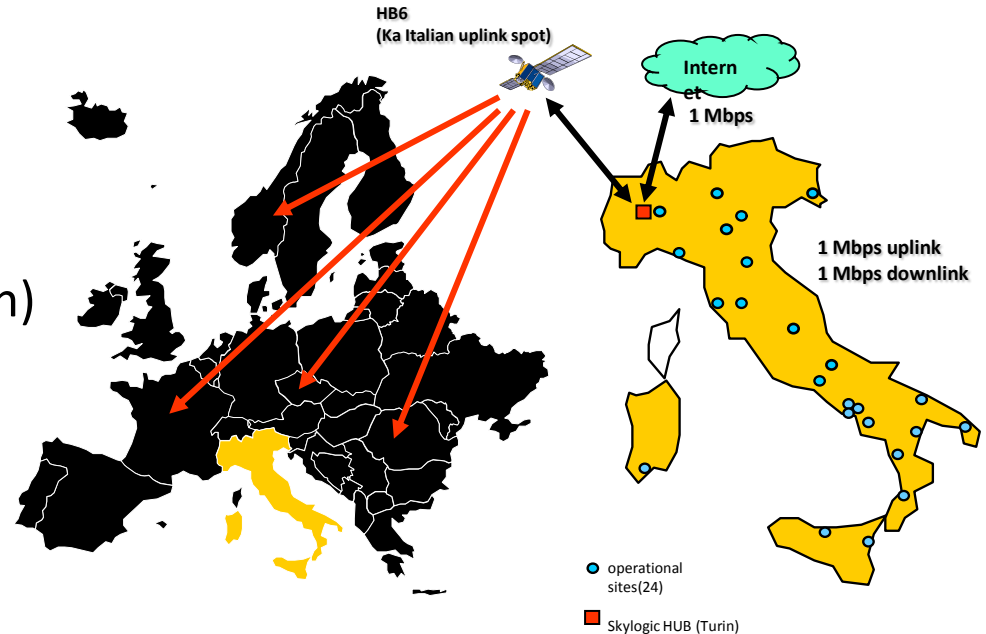 HB6
(Ka Italian uplink spot)
Intern
et
1 Mbps
n)
1 Mbps uplink
1 Mbps downlink
operational
sites(24)
Skylogic HUB (Turin)